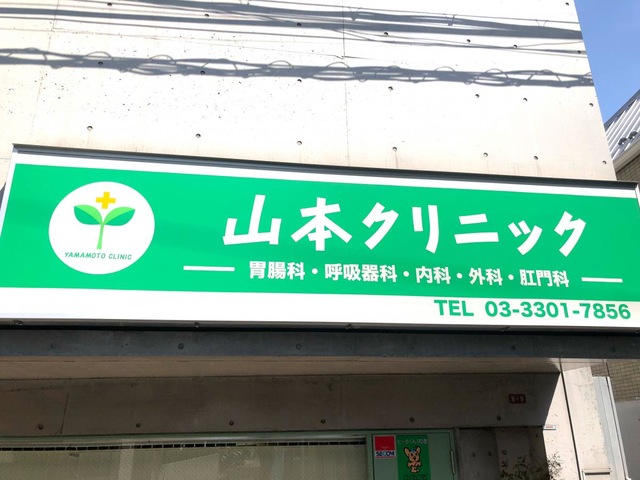 山本クリニック
YAMAMOTO CLINIC
胃腸科・呼吸器科・内科・外科・肛門科
TEL 03-3301-7856
SECOM